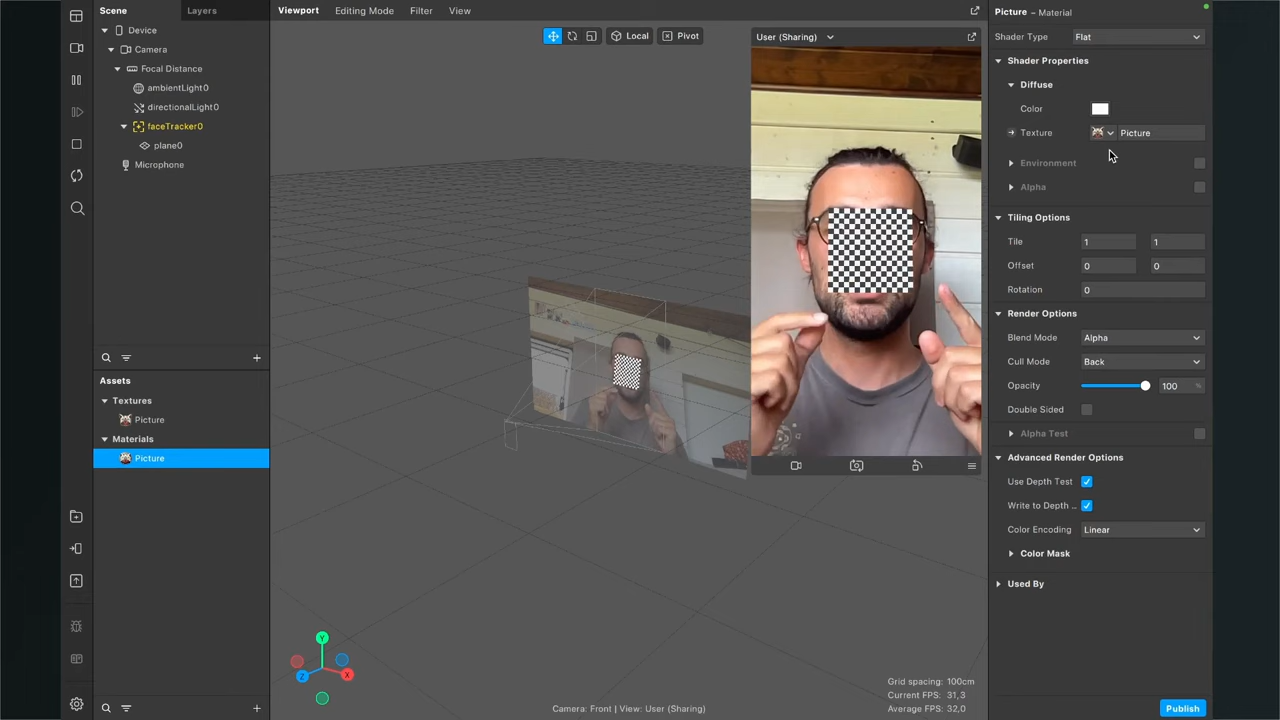 Scene
Layers
Device
Camera
Focal Distance
ambientLight0
directionalLight0
faceTracker0
plane0
Microphone
Assets
Textures
Picture
Materials
Picture
Viewport
Editing Mode
Filter
View
Local
Pivot
User (Sharing)
Camera: Front | View: User (Sharing)
Grid spacing: 100cm
Current FPS: 31,3
Average FPS: 32,0
Y
Z
X
Picture – Material
Shader Type
Flat
Shader Properties
Diffuse
Color
Texture
Picture
Environment
Alpha
Tiling Options
Tile
1
1
Offset
0
0
Rotation
0
Render Options
Blend Mode
Alpha
Cull Mode
Back
Opacity
100
%
Double Sided
Alpha Test
Advanced Render Options
Use Depth Test
Write to Depth ..
Color Encoding
Linear
Color Mask
Used By
Publish